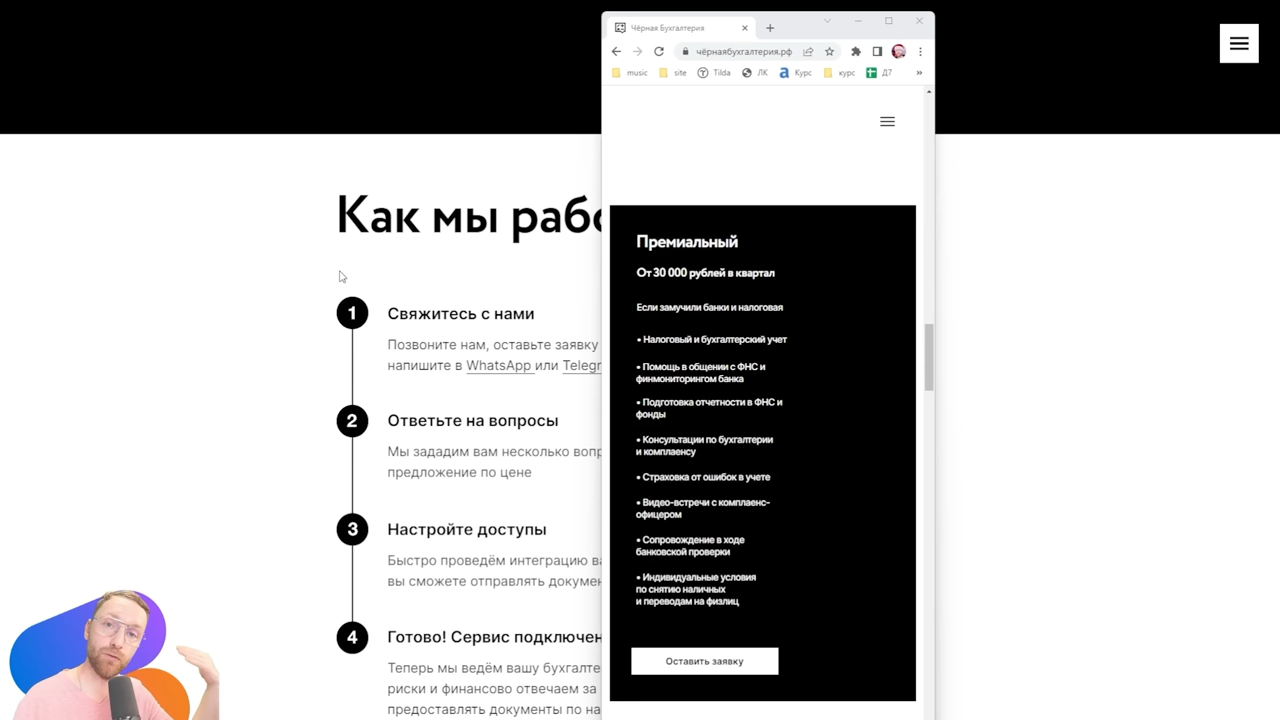 Чёрная Бухгалтерия
чёрнаябухгалтерия.рф
music
site
Tilda
ЛК
Курс
курс
Д7
»
Как мы рабо
1
Свяжитесь с нами
Позвоните нам, оставьте заявку
напишите в WhatsApp или Telegr
2
Ответьте на вопросы
Мы зададим вам несколько вопр
предложение по цене
3
Настройте доступы
Быстро проведём интеграцию ва
вы сможете отправлять докумен
4
Готово! Сервис подключен
Теперь мы ведём вашу бухгалте
риски и финансово отвечаем за
предоставлять документы по на
Премиальный
От 30 000 рублей в квартал
Если замучили банки и налоговая
• Налоговый и бухгалтерский учет
• Помощь в общении с ФНС и
финмониторингом банка
• Подготовка отчетности в ФНС и
фонды
• Консультации по бухгалтерии
и комплаенсу
• Страховка от ошибок в учете
• Видео-встречи с комплаенс-
офицером
• Сопровождение в ходе
банковской проверки
• Индивидуальные условия
по снятию наличных
и переводам на физлиц
Оставить заявку